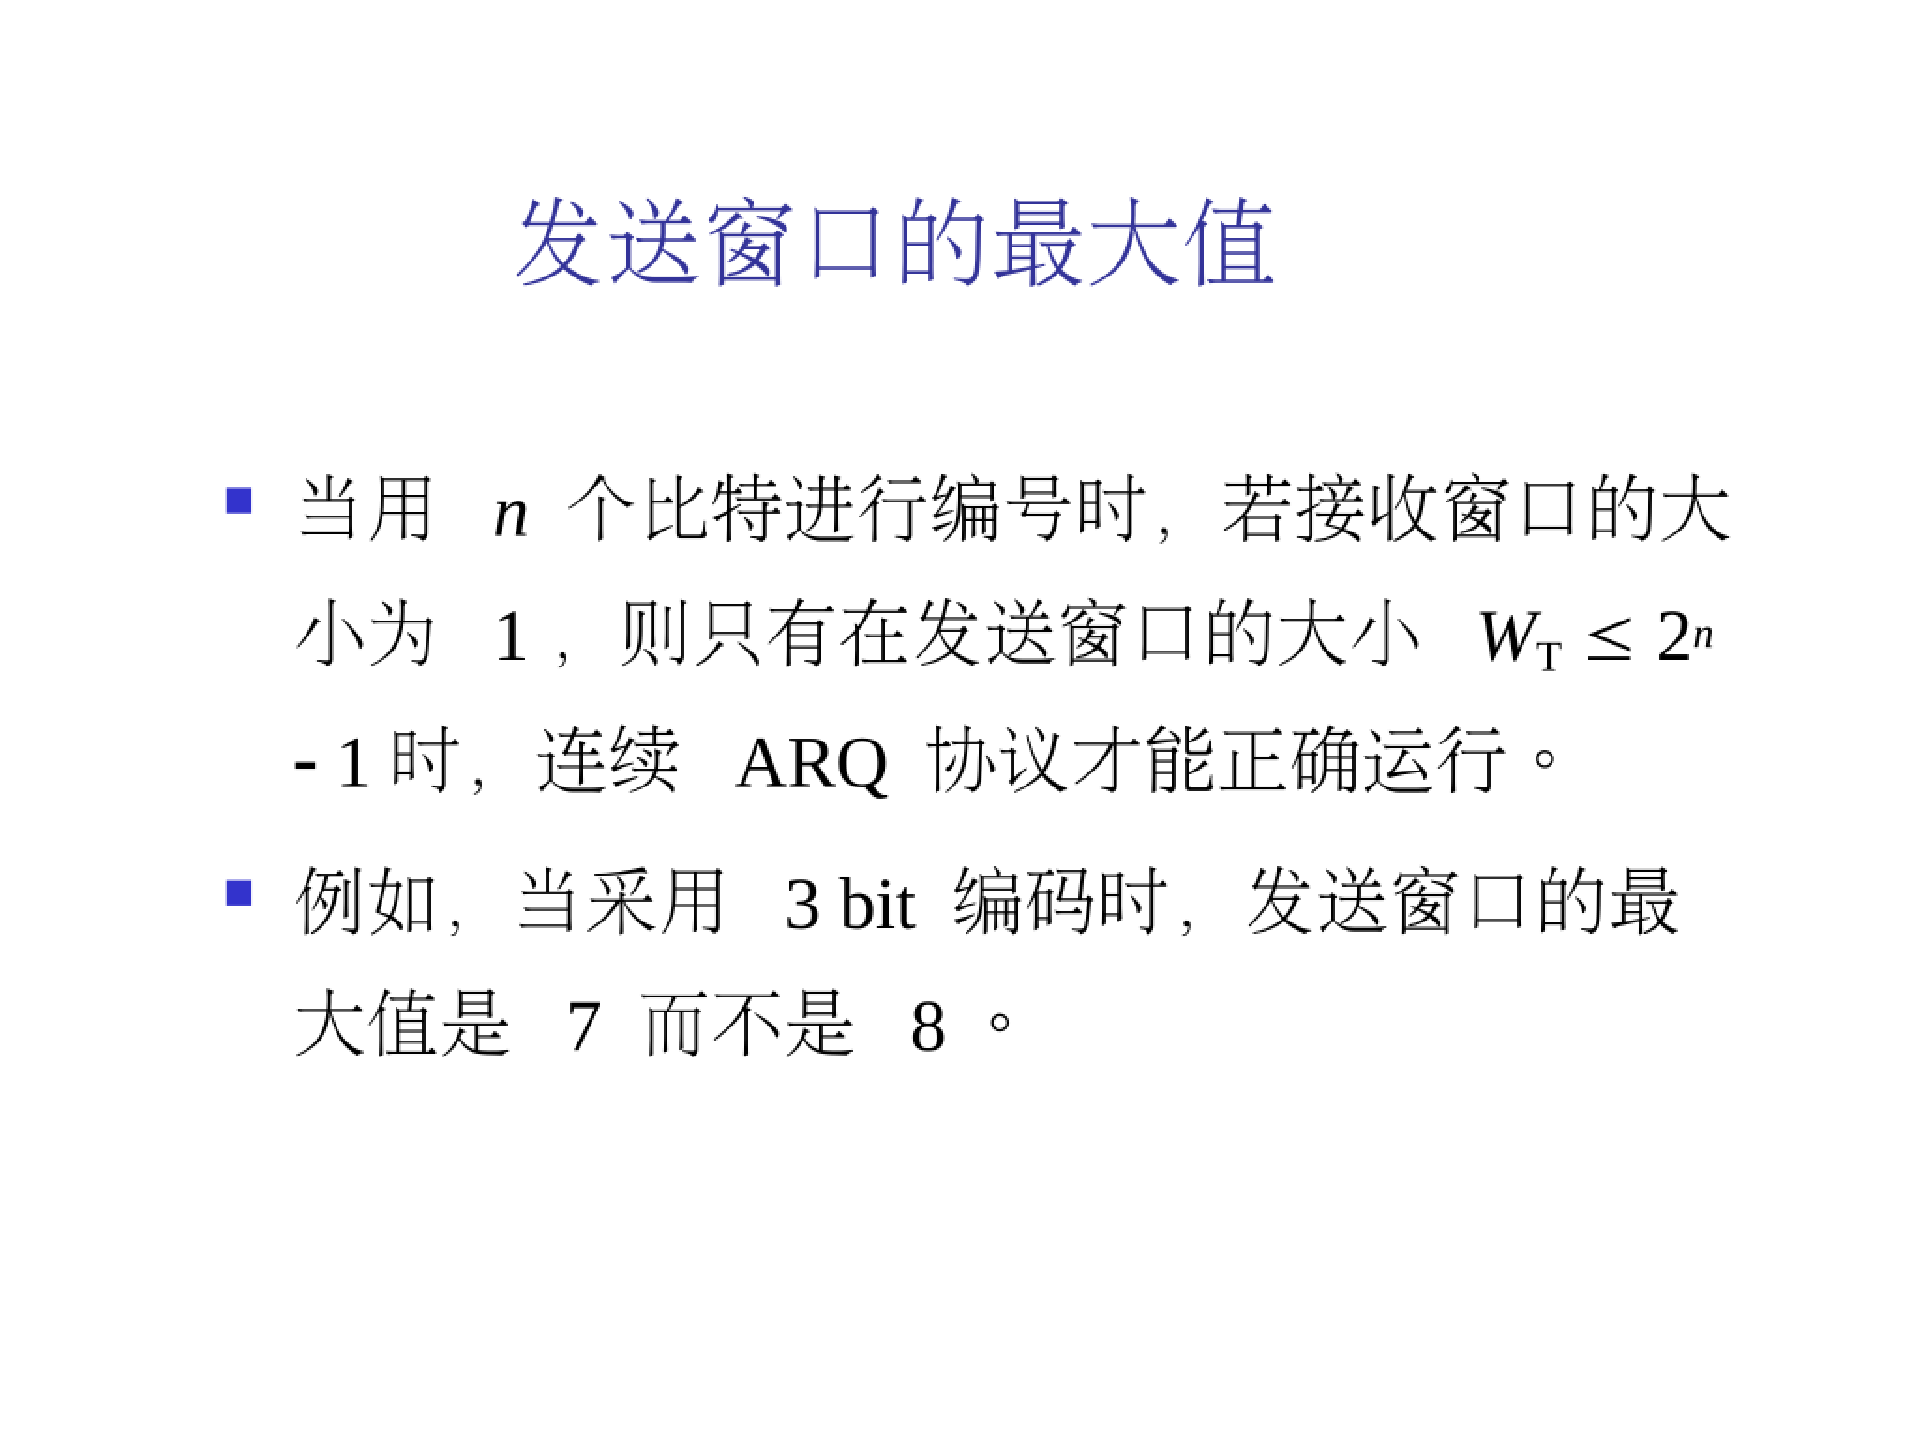 发送窗口的最大值
当用 n 个比特进行编号时，若接收窗口的大
小为 1，则只有在发送窗口的大小 W_T ≤ 2^n
- 1 时，连续 ARQ 协议才能正确运行。
例如，当采用 3 bit 编码时，发送窗口的最
大值是 7 而不是 8。